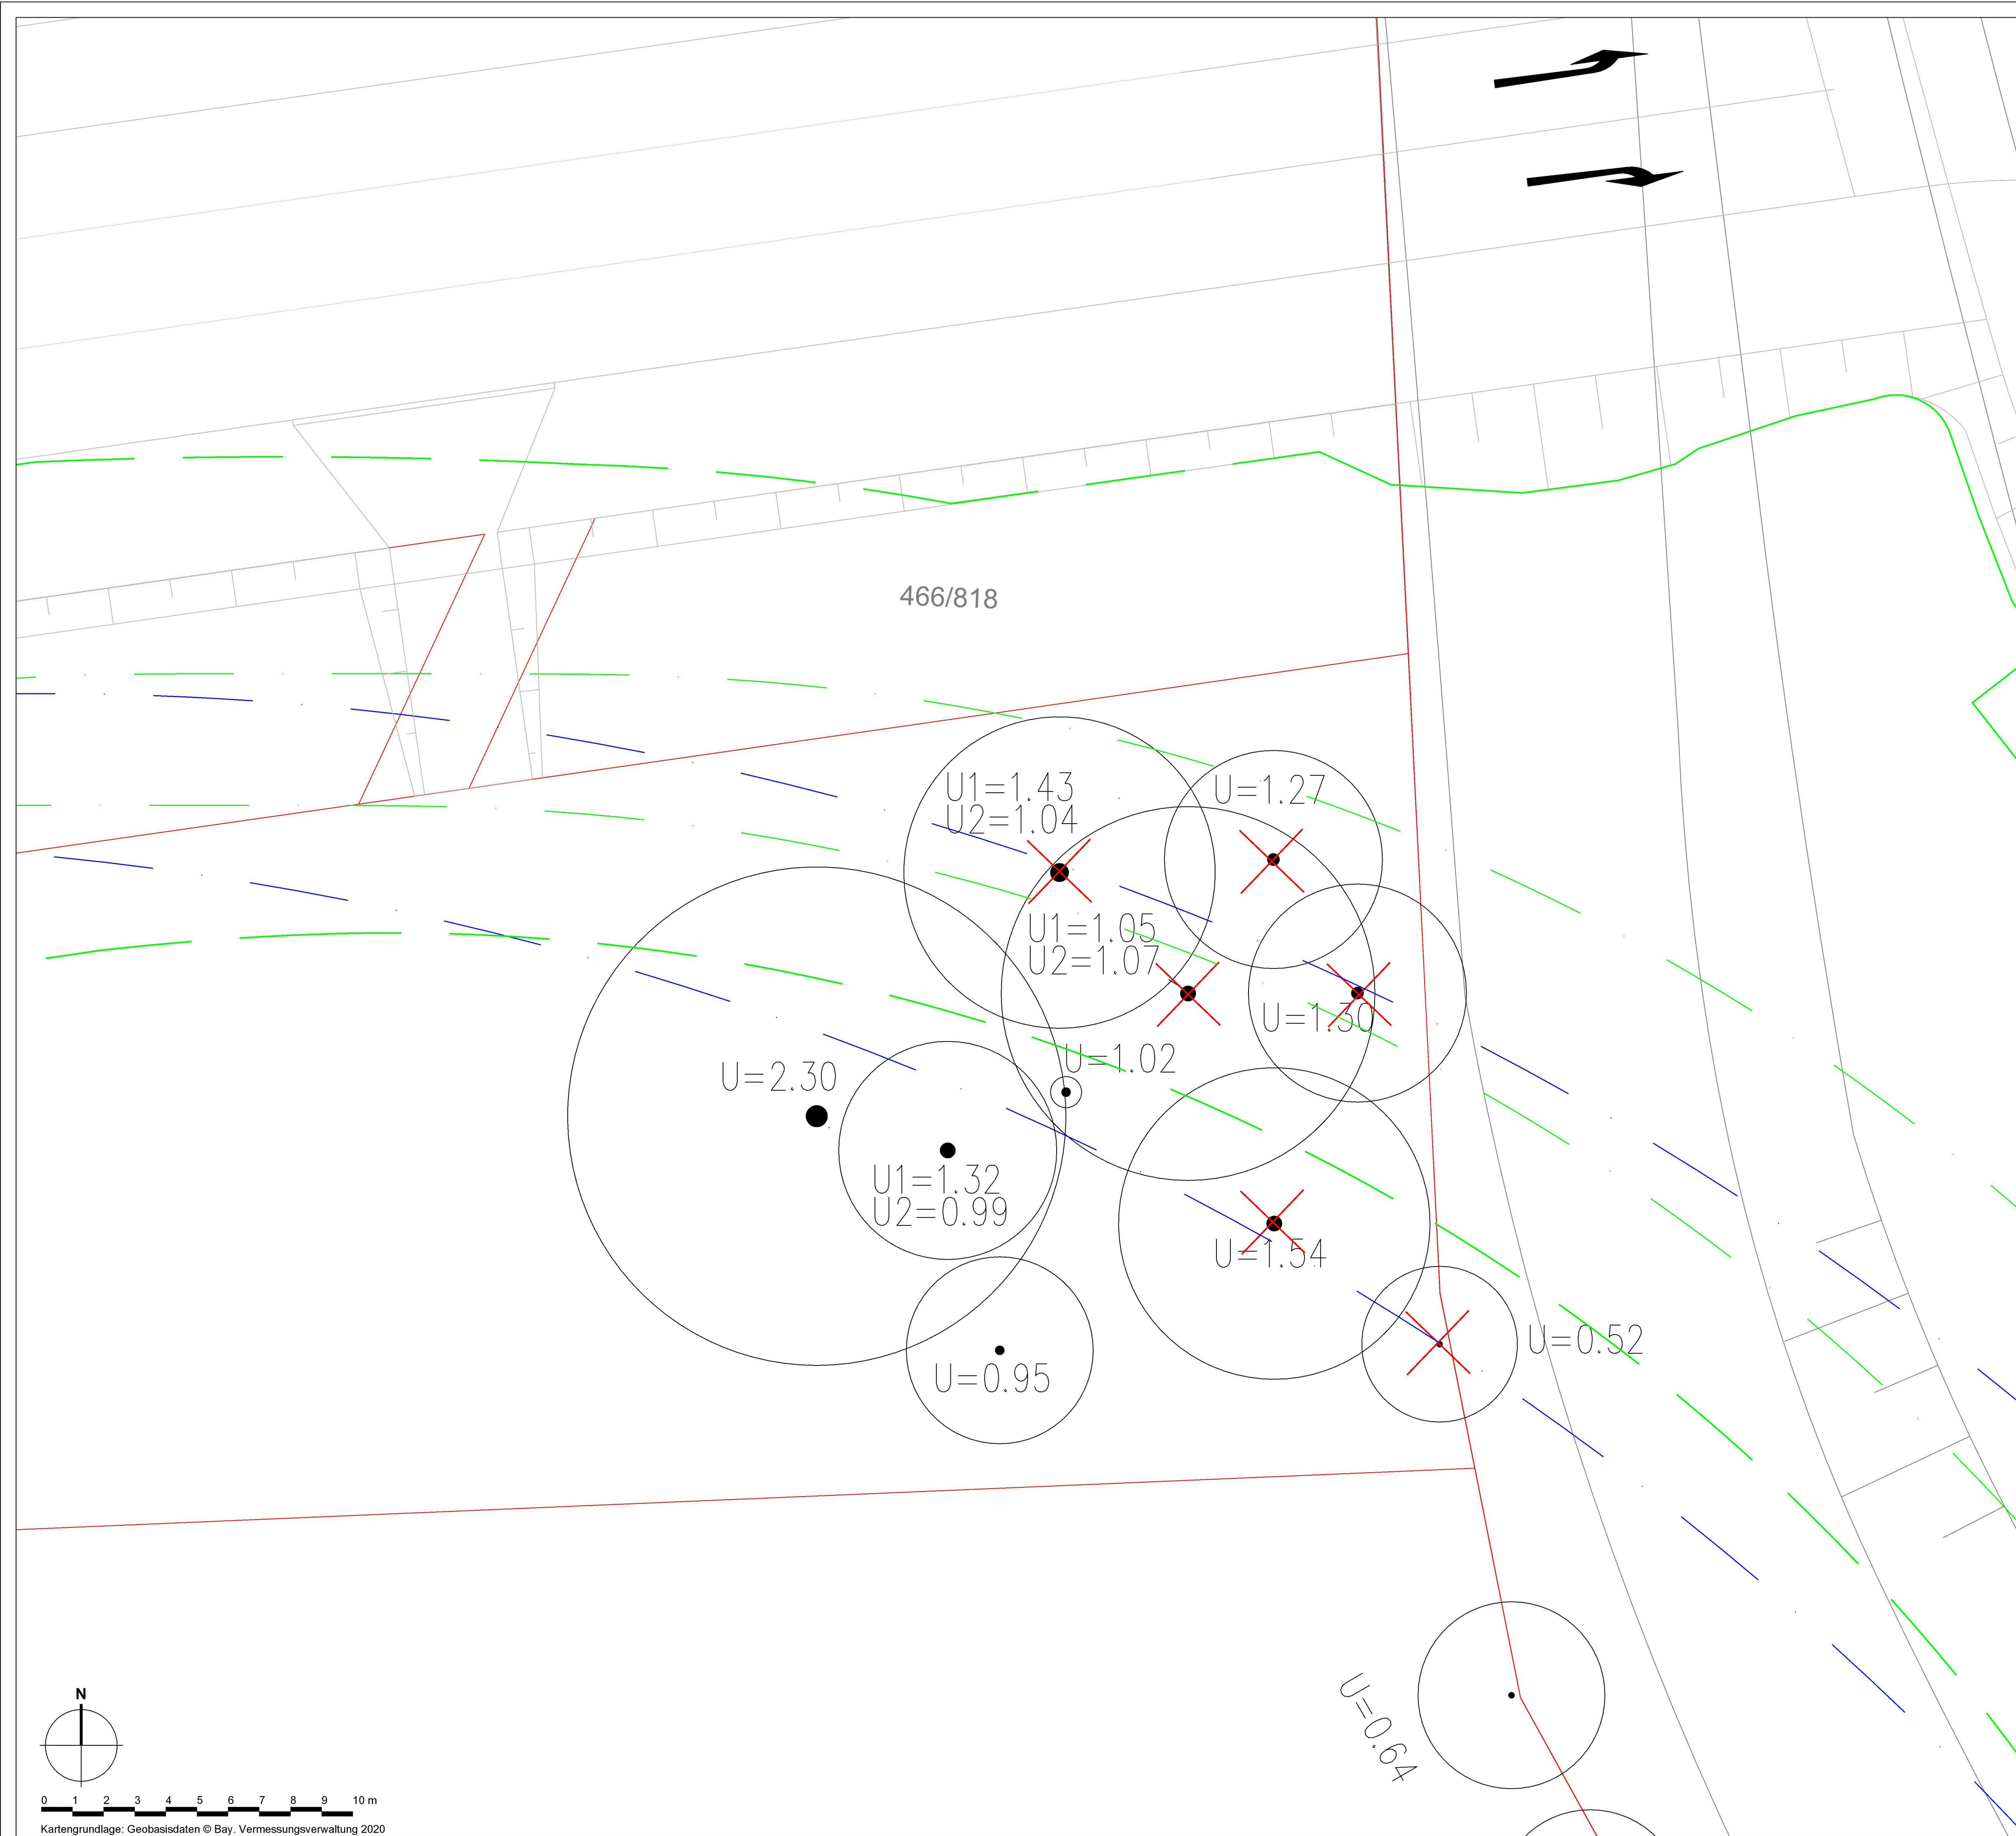 466/818
U1=1.43
U2=1.04
U=1.27
U1=1.05
U2=1.07
U=1.30
U=1.02
U=2.30
U1=1.32
U2=0.99
U=1.54
U=0.52
U=0.95
U=0.64
N
0 1 2 3 4 5 6 7 8 9 10 m
Kartengrundlage: Geobasisdaten © Bay. Vermessungsverwaltung 2020